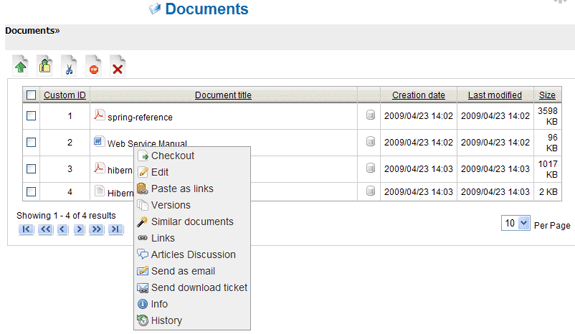 Documents
Documents»
Custom ID Document title Creation date Last modified Size
1 spring-reference 2009/04/23 14:02 2009/04/23 14:02 3598 KB
2 Web Service Manual 2009/04/23 14:02 2009/04/23 14:02 96 KB
3 hibern 2009/04/23 14:03 2009/04/23 14:03 1017 KB
4 Hibern 2009/04/23 14:03 2009/04/23 14:03 2 KB
Checkout
Edit
Paste as links
Versions
Similar documents
Links
Articles Discussion
Send as email
Send download ticket
Info
History
Showing 1 - 4 of 4 results
10 Per Page